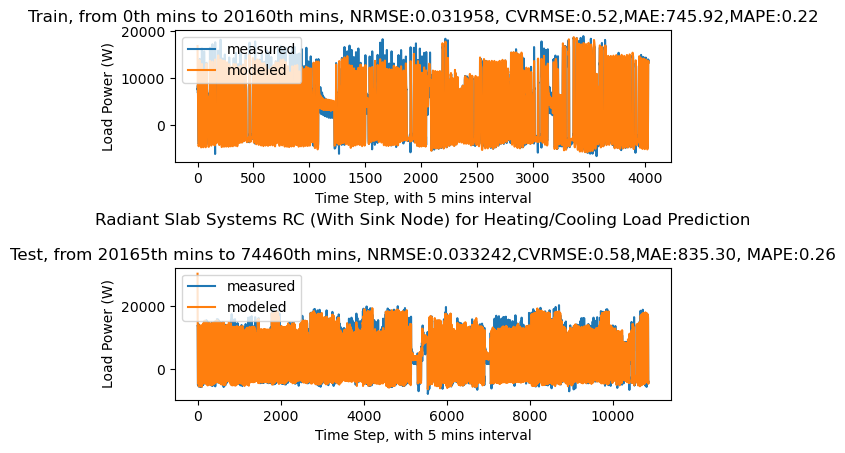 Train, from 0th mins to 20160th mins, NRMSE:0.031958, CVRMSE:0.52,MAE:745.92,MAPE:0.22
20000
10000
0
Load Power (W)
measured
modeled
0 500 1000 1500 2000 2500 3000 3500 4000
Time Step, with 5 mins interval
Radiant Slab Systems RC (With Sink Node) for Heating/Cooling Load Prediction
Test, from 20165th mins to 74460th mins, NRMSE:0.033242,CVRMSE:0.58,MAE:835.30, MAPE:0.26
20000
0
Load Power (W)
measured
modeled
0 2000 4000 6000 8000 10000
Time Step, with 5 mins interval